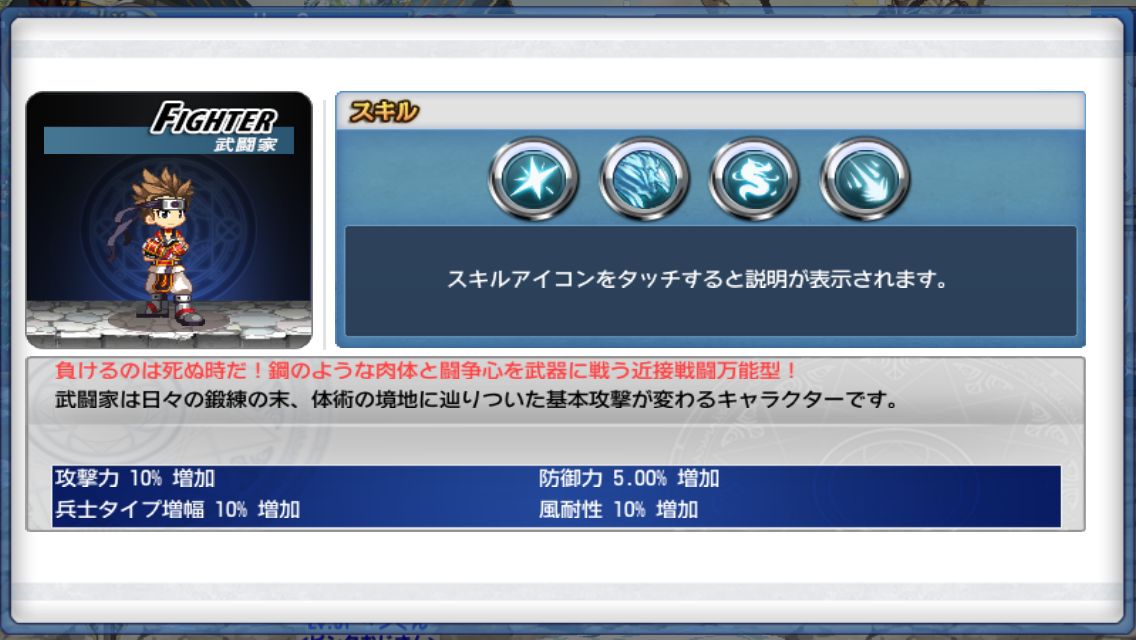 FIGHTER
武闘家
スキル
スキルアイコンをタッチすると説明が表示されます。
負けるのは死ぬ時だ！鋼のような肉体と闘争心を武器に戦う近接戦闘万能型！
武闘家は日々の鍛練の末、体術の境地に辿りついた基本攻撃が変わるキャラクターです。
攻撃力 10% 増加
防御力 5.00% 増加
兵士タイプ増幅 10% 増加
風耐性 10% 増加